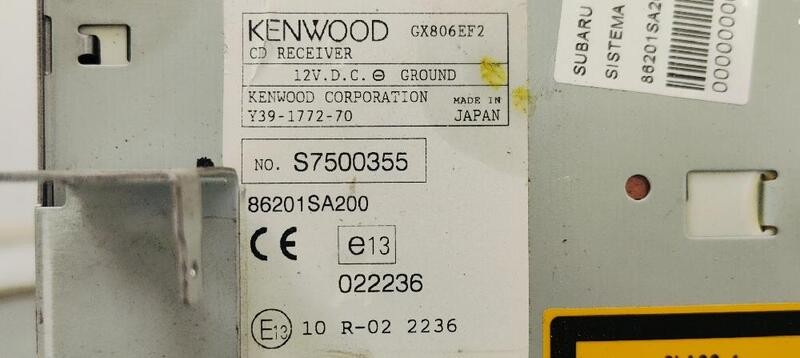 KENWOOD GX806EF2
CD RECEIVER
12V.D.C. ⊖ GROUND
KENWOOD CORPORATION MADE IN
Y39-1772-70 JAPAN
NO. S7500355
86201SA200
CE e13
022236
E13 10 R-02 2236
SUBARU
SISTEMA
86201SA20